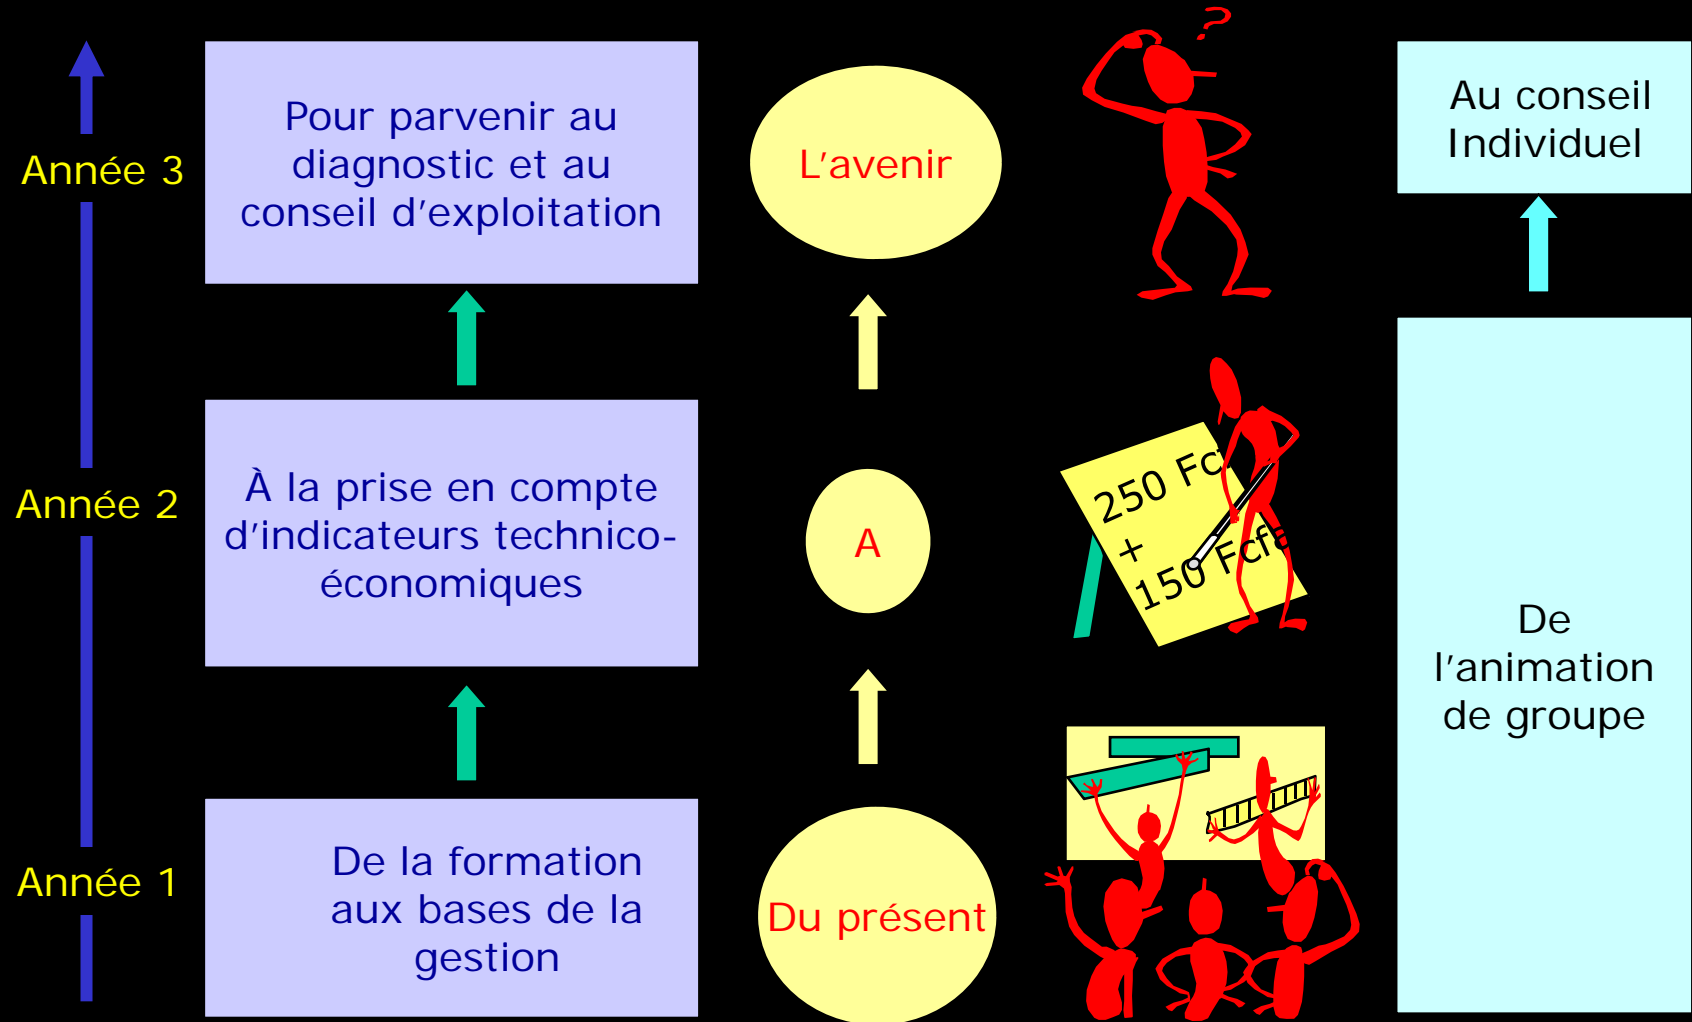 ?
Pour parvenir au
diagnostic et au
conseil d'exploitation
L'avenir
Au conseil
Individuel
Année 3
À la prise en compte
d'indicateurs technico-
économiques
Année 2
A
250 Fcf
+
150 Fcfa
De
l'animation
de groupe
Année 1
De la formation
aux bases de la
gestion
Du présent